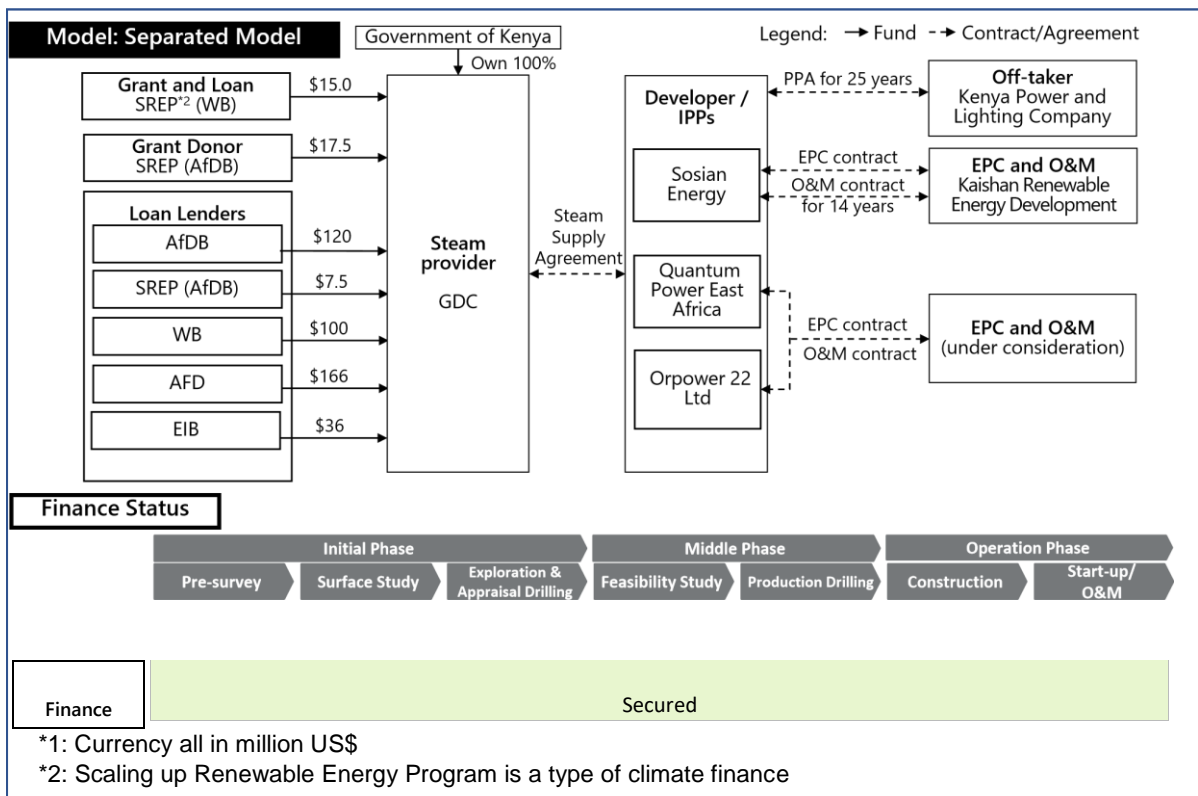 Model: Separated Model
Government of Kenya
Legend: → Fund --→ Contract/Agreement
Own 100%
Grant and Loan
SREP*2 (WB)
$15.0
Grant Donor
SREP (AfDB)
$17.5
Loan Lenders
AfDB
$120
SREP (AfDB)
$7.5
WB
$100
AFD
$166
EIB
$36
Steam
provider
GDC
Steam
Supply
Agreement
Developer /
IPPs
Sosian
Energy
Quantum
Power East
Africa
Orpower 22
Ltd
PPA for 25 years
EPC contract
O&M contract
for 14 years
EPC contract
O&M contract
Off-taker
Kenya Power and
Lighting Company
EPC and O&M
Kaishan Renewable
Energy Development
EPC and O&M
(under consideration)
Finance Status
Initial Phase
Middle Phase
Operation Phase
Pre-survey
Surface Study
Exploration &
Appraisal Drilling
Feasibility Study
Production Drilling
Construction
Start-up/
O&M
Finance
Secured
*1: Currency all in million US$
*2: Scaling up Renewable Energy Program is a type of climate finance